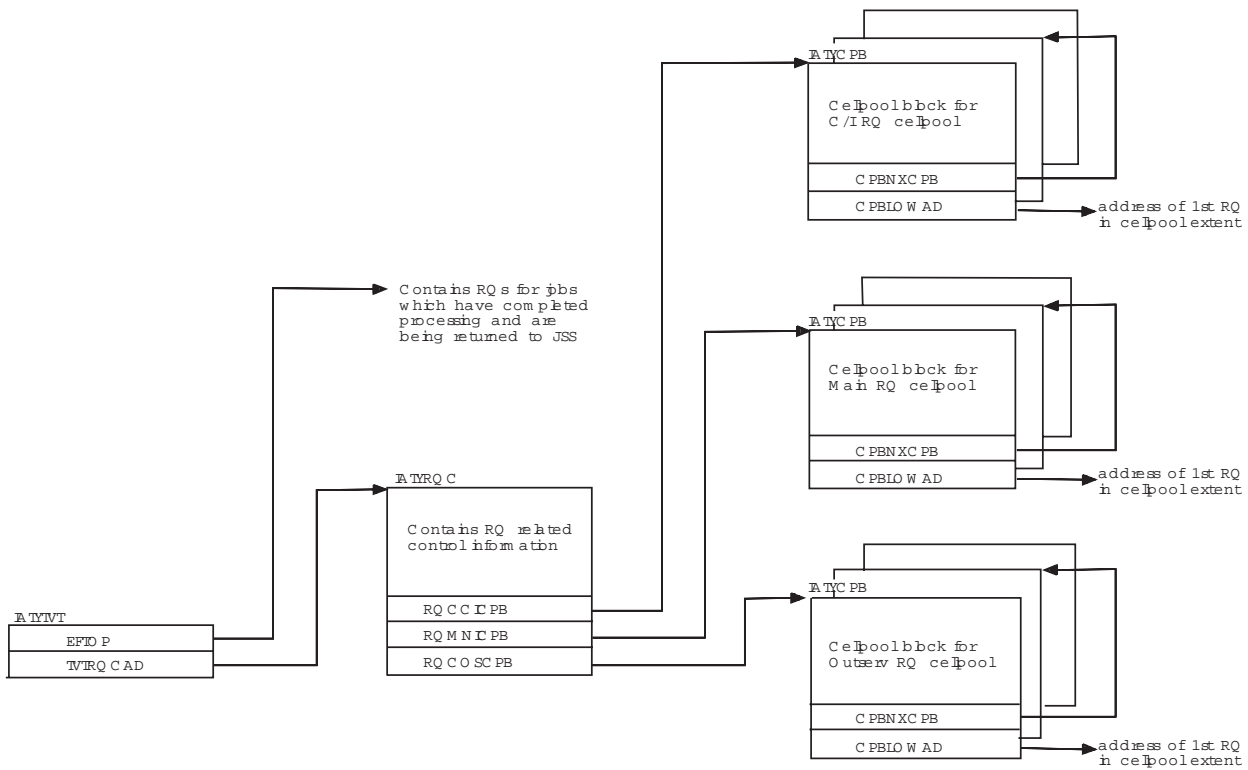 IATYCPB
Cellpool block for
C/I RQ cellpool
CPBNXCPB
CPBLOWAD
address of 1st RQ
in cellpool extent
Contains RQs for jobs
which have completed
processing and are
being returned to JSS
IATYCPB
Cellpool block for
Main RQ cellpool
CPBNXCPB
CPBLOWAD
address of 1st RQ
in cellpool extent
IATYRQC
Contains RQ related
control information
RQCCICPB
RQMNICPB
RQCOSCPB
IATYTVT
EFTOP
TVTRQCAD
IATYCPB
Cellpool block for
Outserv RQ cellpool
CPBNXCPB
CPBLOWAD
address of 1st RQ
in cellpool extent